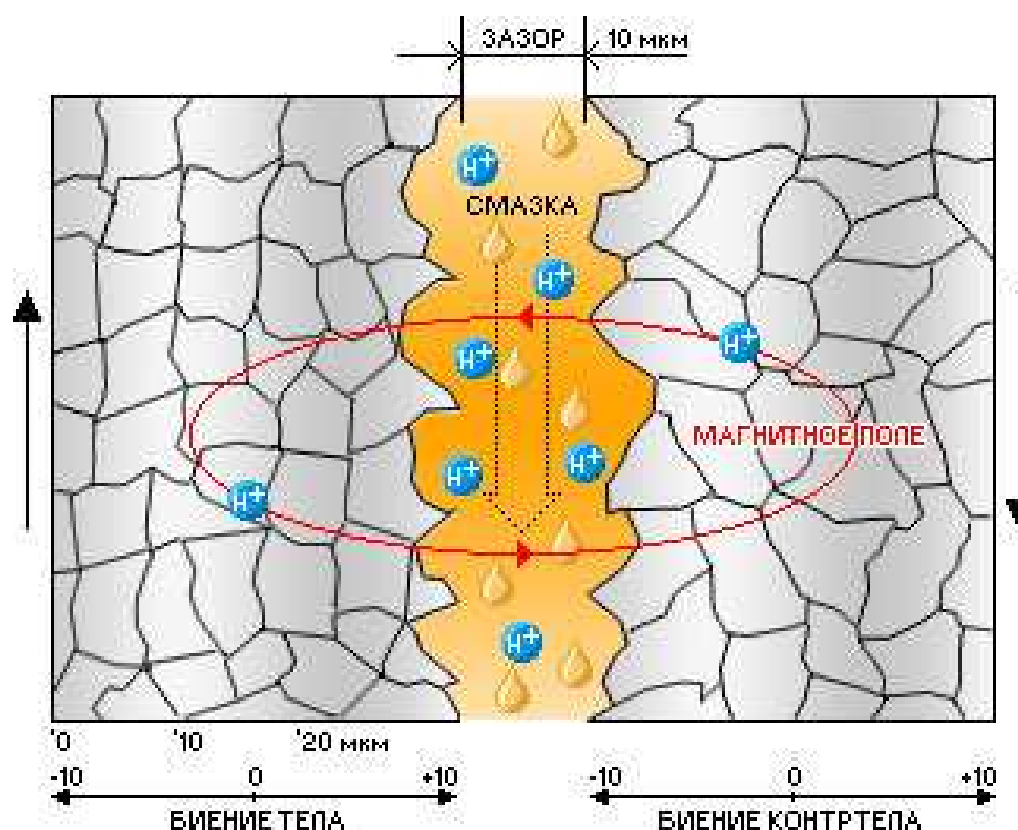 ЗАЗОР 10 мкм
H+
СМАЗКА
H+
H+
H+
МАГНИТНОЕ ПОЛЕ
H+
H+
H+
H+
'0 '10 '20 мкм
-10 0 +10 -10 0 +10
БИЕНИЕ ТЕЛА БИЕНИЕ КОНТРТЕЛА